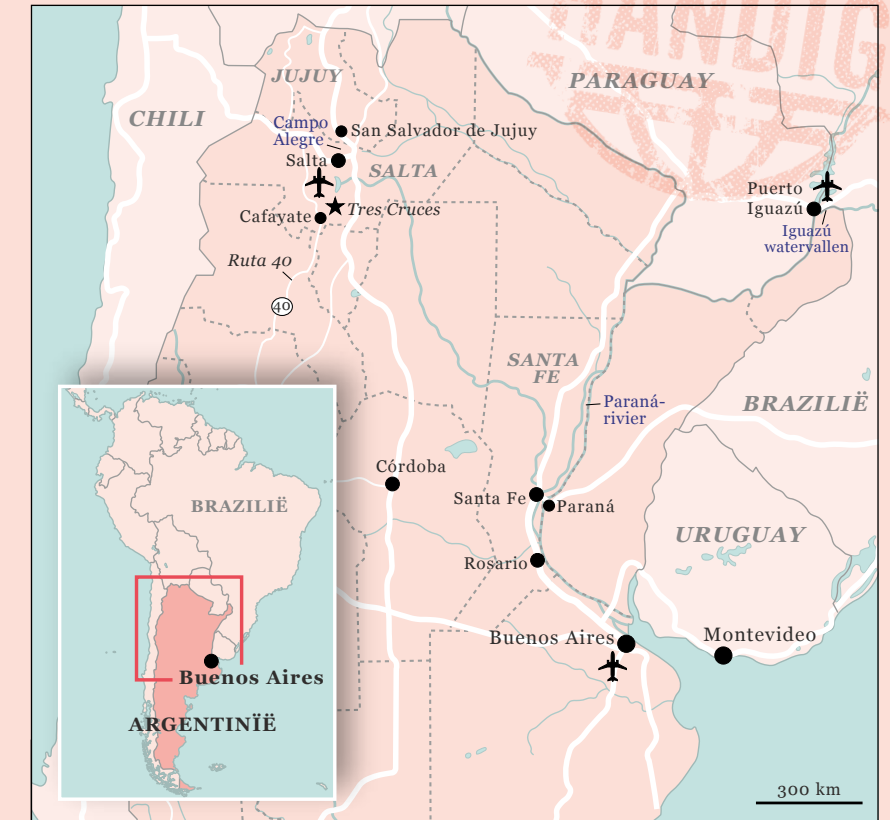 JUJUY
PARAGUAY
CHILI
Campo
Alegre
San Salvador de Jujuy
Salta
SALTA
Puerto
Iguazú
Tres Cruces
Cafayate
Iguazú
watervallen
Ruta 40
40
SANTA
FE
Paraná-
rivier
BRAZILIË
Córdoba
Santa Fe
Paraná
BRAZILIË
URUGUAY
Rosario
Buenos Aires
Montevideo
Buenos Aires
ARGENTINÏË
300 km